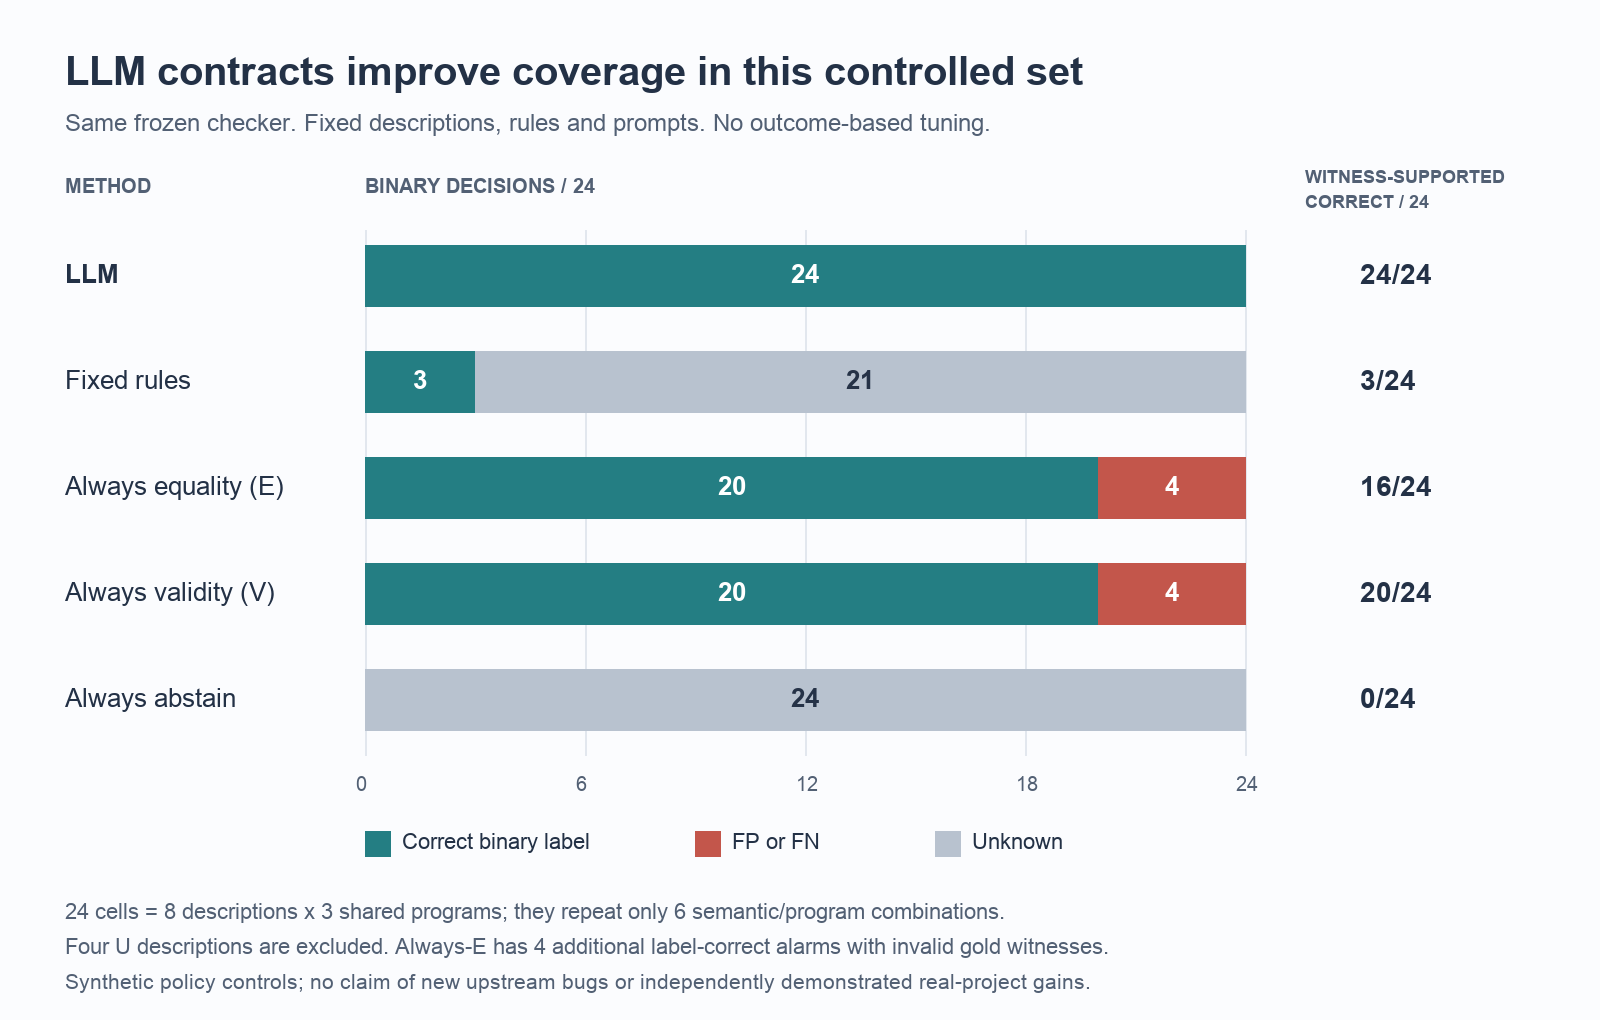 LLM contracts improve coverage in this controlled set
Same frozen checker. Fixed descriptions, rules and prompts. No outcome-based tuning.
METHOD
BINARY DECISIONS / 24
WITNESS-SUPPORTED
CORRECT / 24
LLM
24
24/24
Fixed rules
3
21
3/24
Always equality (E)
20
4
16/24
Always validity (V)
20
4
20/24
Always abstain
24
0/24
0
6
12
18
24
Correct binary label
FP or FN
Unknown
24 cells = 8 descriptions x 3 shared programs; they repeat only 6 semantic/program combinations.
Four U descriptions are excluded. Always-E has 4 additional label-correct alarms with invalid gold witnesses.
Synthetic policy controls; no claim of new upstream bugs or independently demonstrated real-project gains.